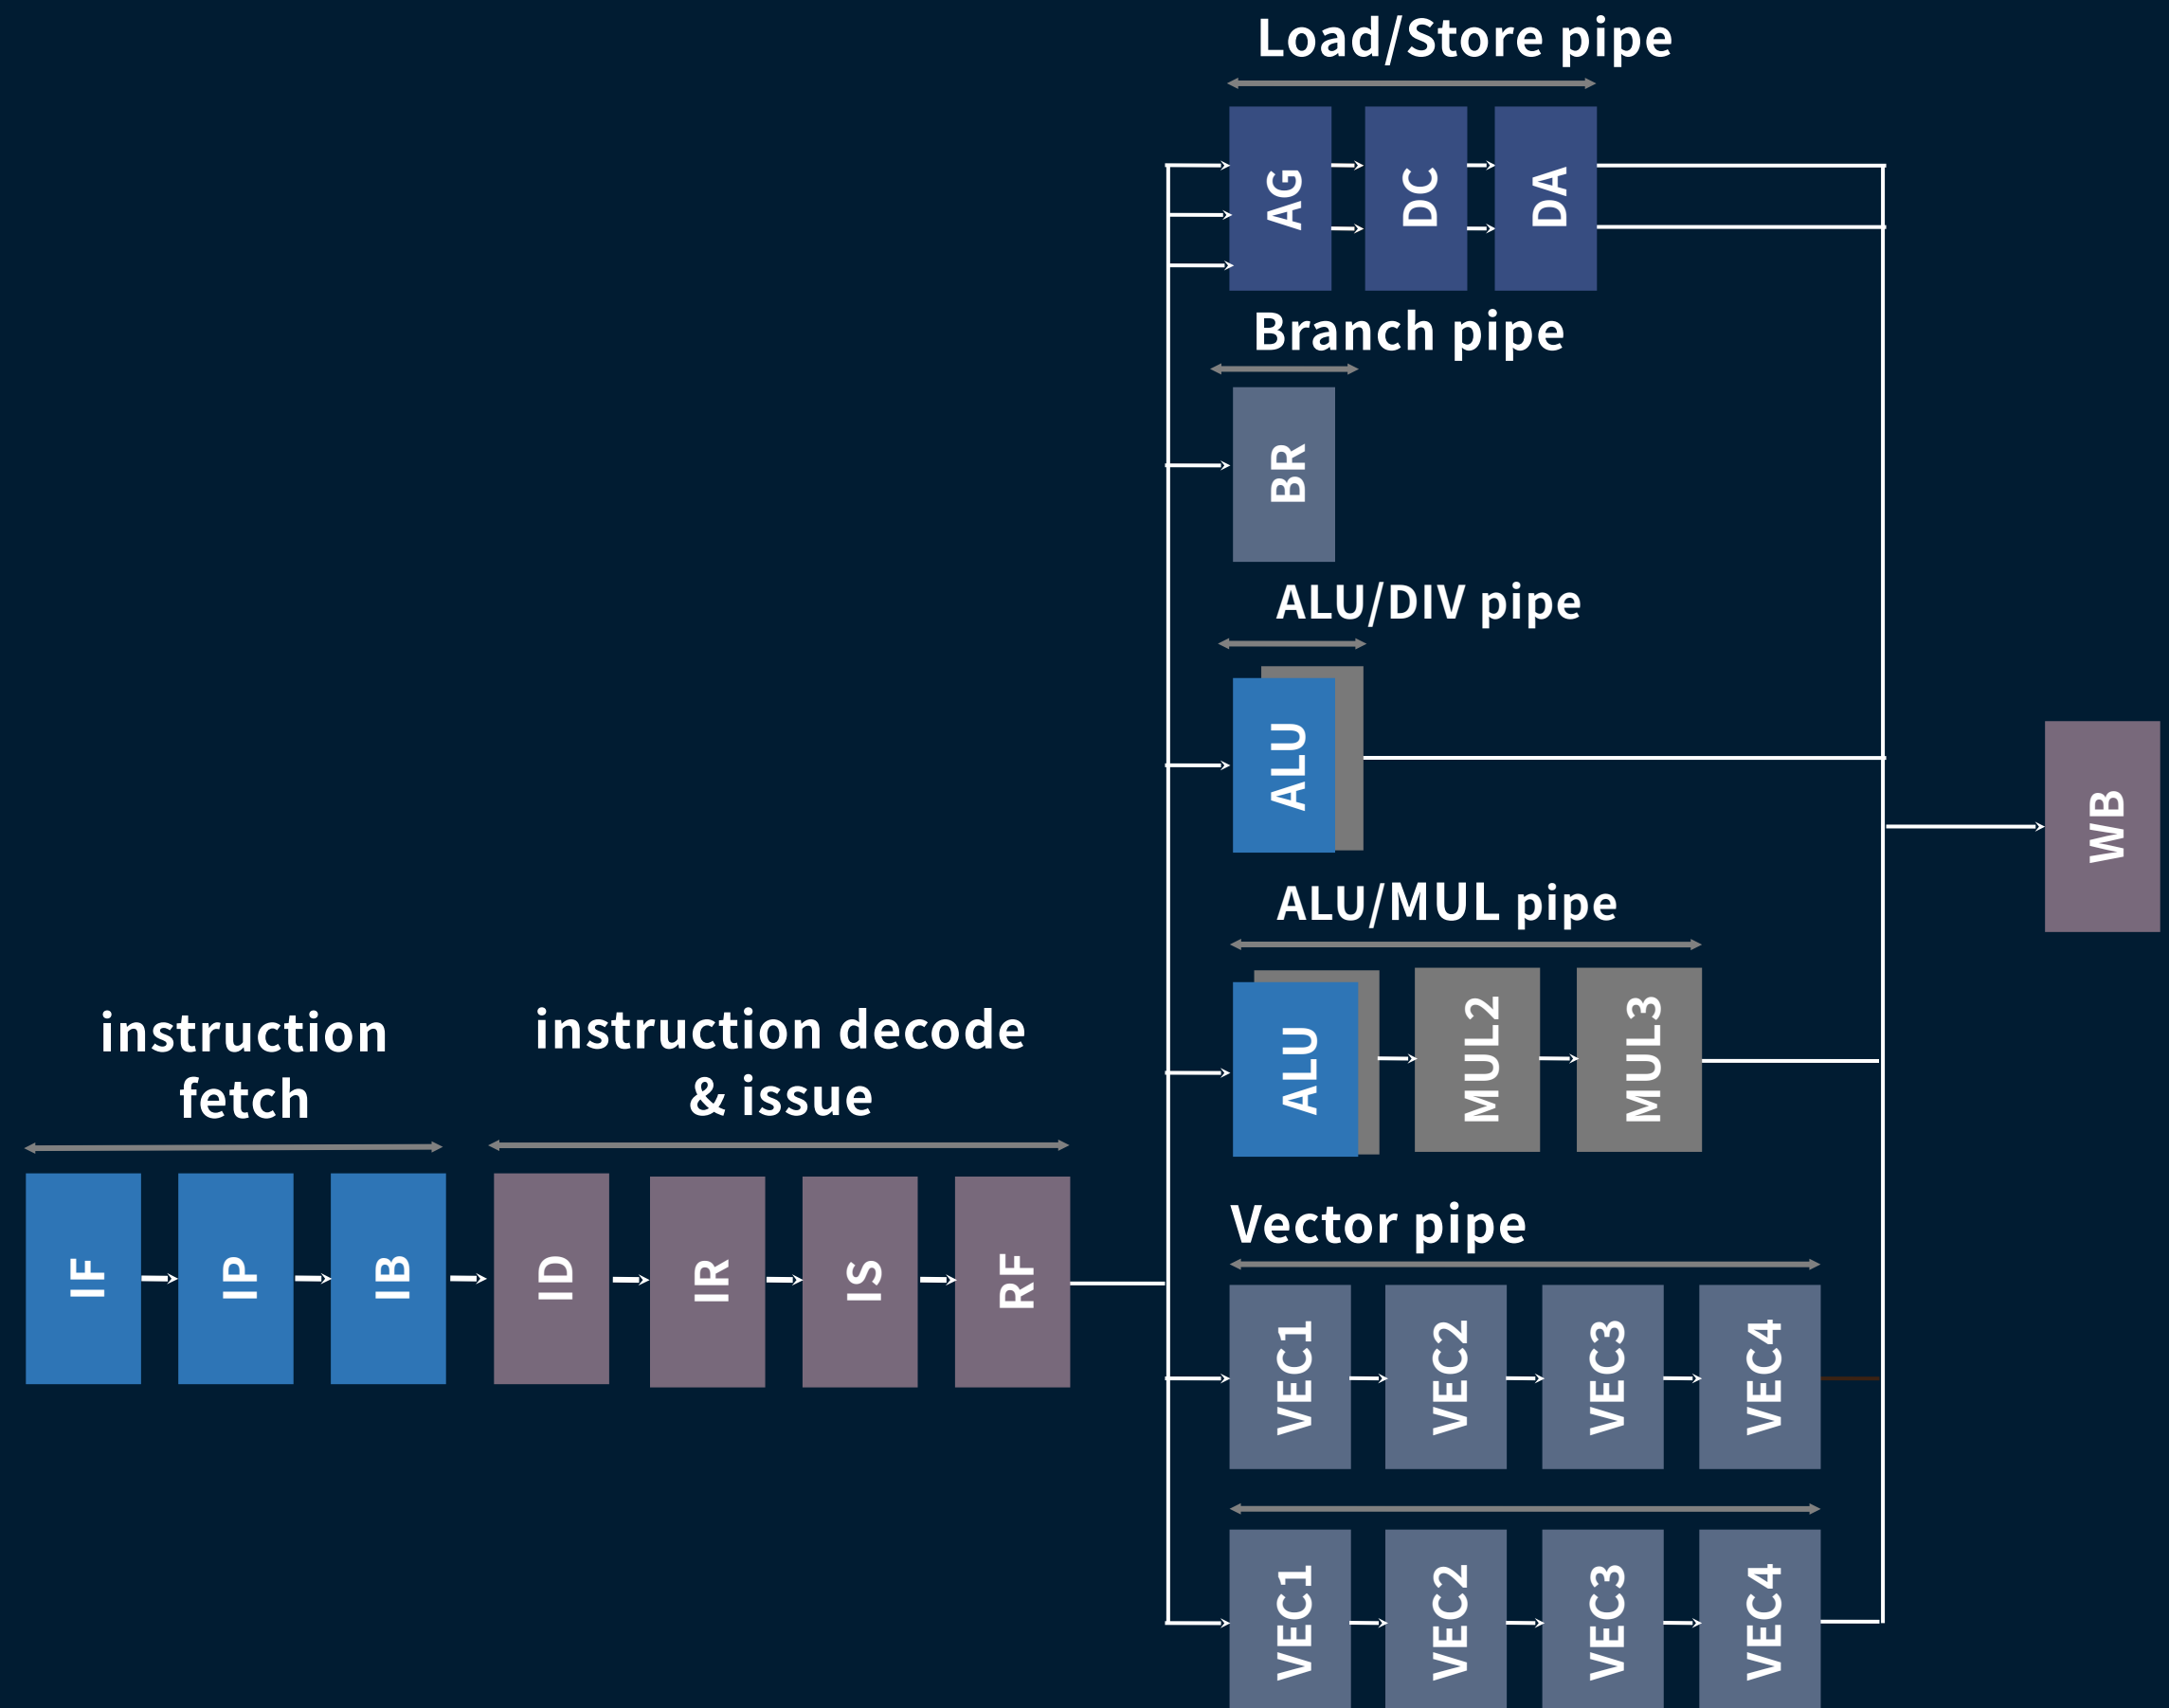 Load/Store pipe
AG
DC
DA
Branch pipe
BR
ALU/DIV pipe
ALU
WB
ALU/MUL pipe
ALU
MUL2
MUL3
instruction
fetch
instruction decode
& issue
IF
IP
IB
ID
IR
IS
RF
Vector pipe
VEC1
VEC2
VEC3
VEC4
VEC1
VEC2
VEC3
VEC4